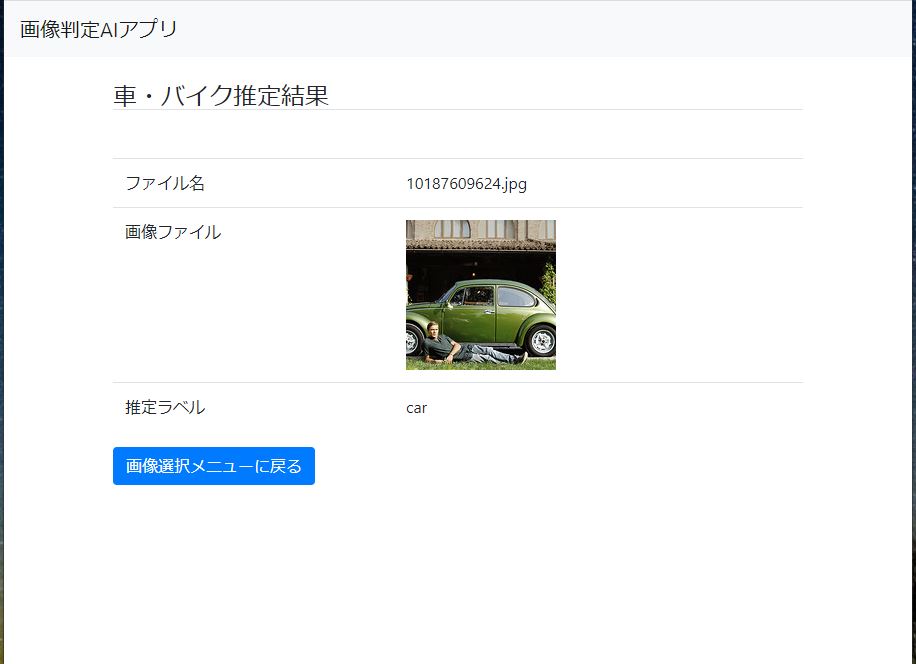 画像判定AIアプリ
車・バイク推定結果
ファイル名 10187609624.jpg
画像ファイル
推定ラベル car
画像選択メニューに戻る